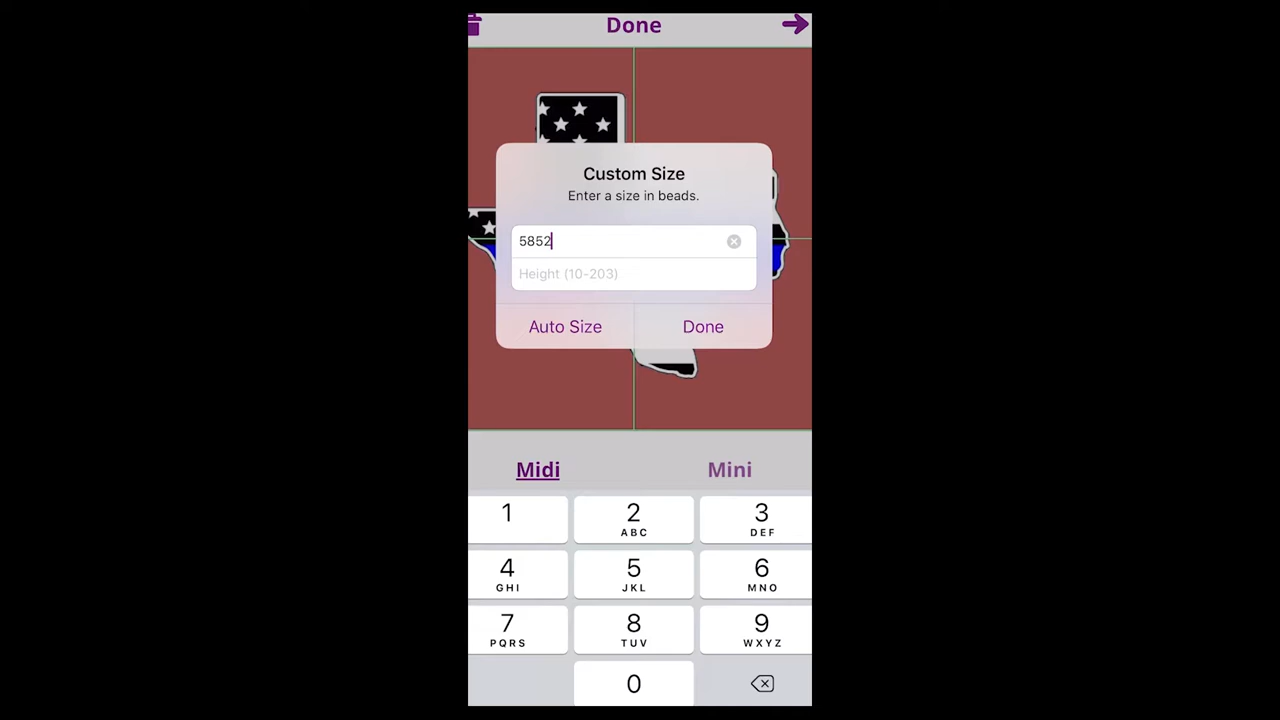 Done
Custom Size
Enter a size in beads.
5852
Height (10-203)
Auto Size Done
Midi Mini
1 2 3
ABC DEF
4 5 6
GHI JKL MNO
7 8 9
PQRS TUV WXYZ
0